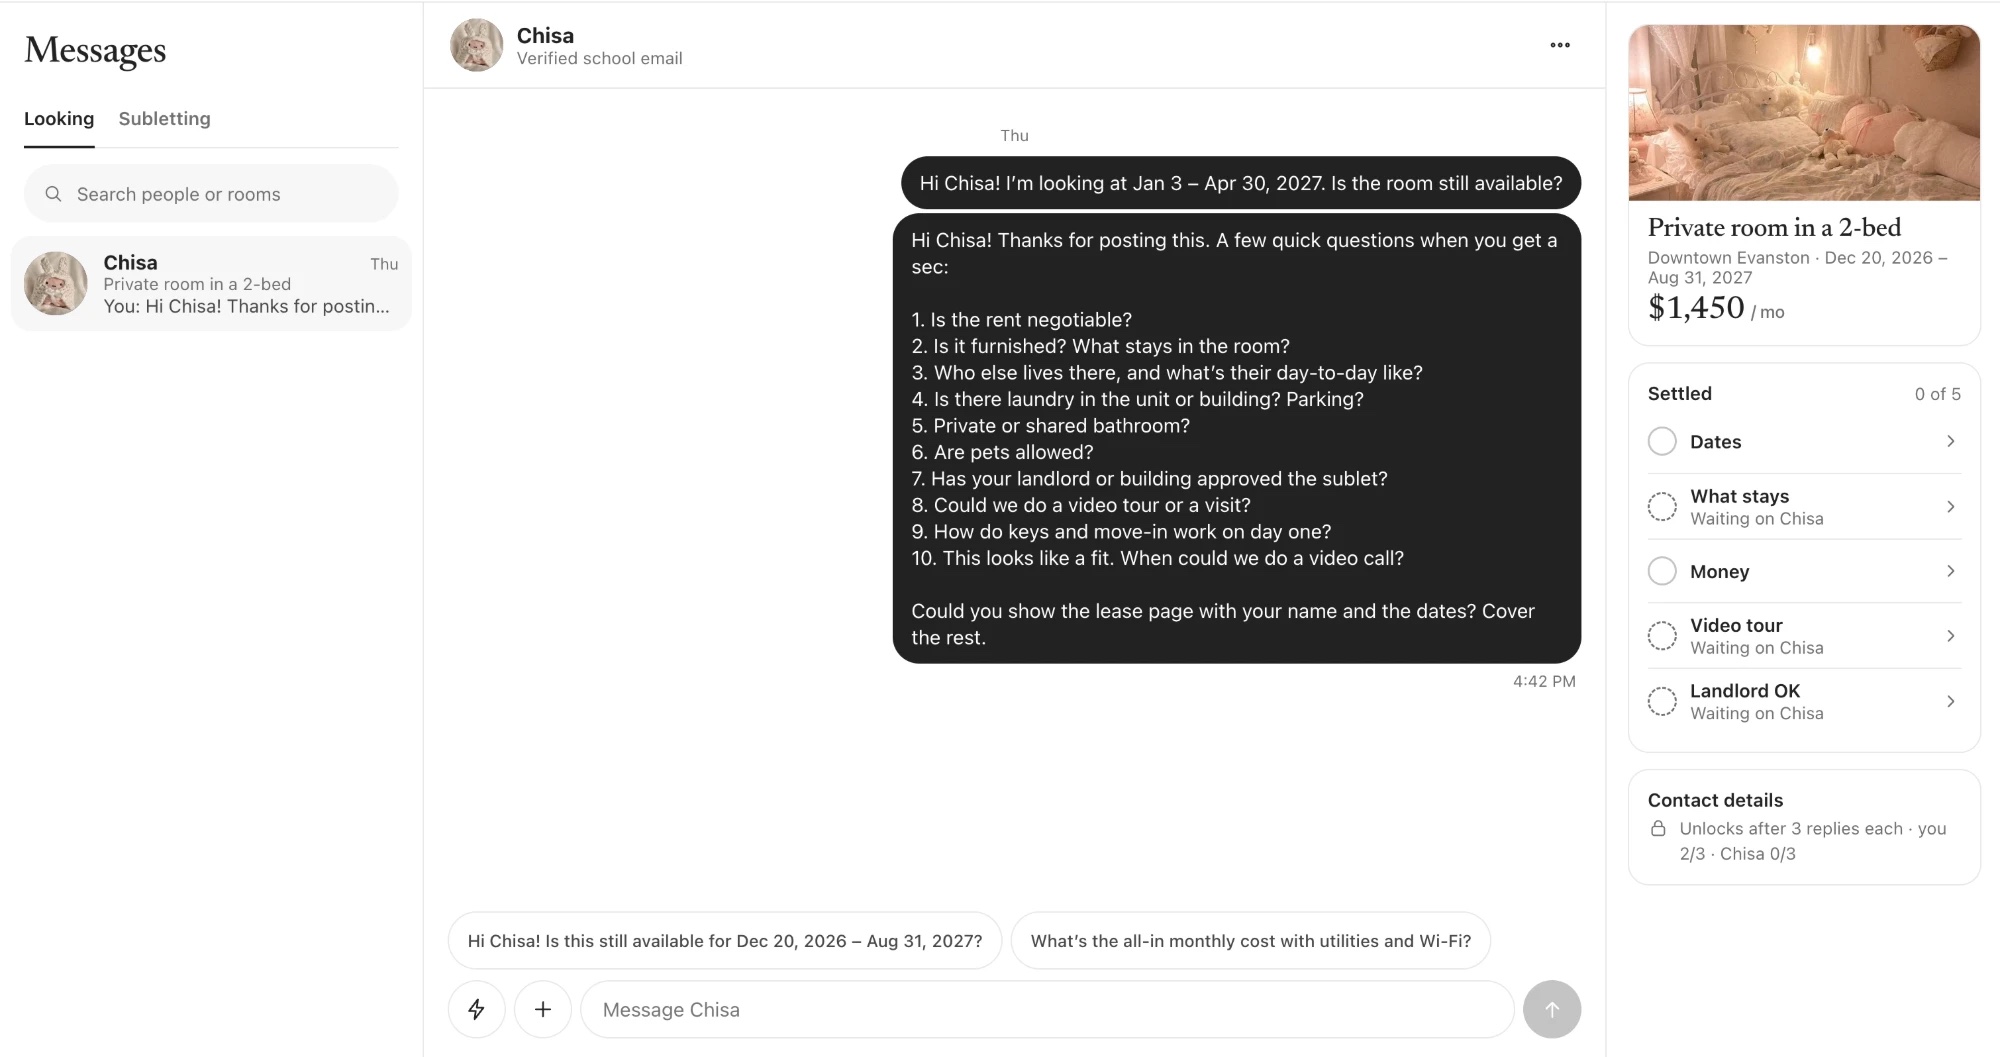 Messages
Looking
Subletting
Search people or rooms
Chisa
Thu
Private room in a 2-bed
You: Hi Chisa! Thanks for postin...
Chisa
Verified school email
Thu
Hi Chisa! I’m looking at Jan 3 – Apr 30, 2027. Is the room still available?
Hi Chisa! Thanks for posting this. A few quick questions when you get a
sec:
1. Is the rent negotiable?
2. Is it furnished? What stays in the room?
3. Who else lives there, and what’s their day-to-day like?
4. Is there laundry in the unit or building? Parking?
5. Private or shared bathroom?
6. Are pets allowed?
7. Has your landlord or building approved the sublet?
8. Could we do a video tour or a visit?
9. How do keys and move-in work on day one?
10. This looks like a fit. When could we do a video call?
Could you show the lease page with your name and the dates? Cover
the rest.
4:42 PM
Hi Chisa! Is this still available for Dec 20, 2026 – Aug 31, 2027?
What’s the all-in monthly cost with utilities and Wi-Fi?
Message Chisa
Private room in a 2-bed
Downtown Evanston · Dec 20, 2026 –
Aug 31, 2027
$1,450 / mo
Settled
0 of 5
Dates
What stays
Waiting on Chisa
Money
Video tour
Waiting on Chisa
Landlord OK
Waiting on Chisa
Contact details
Unlocks after 3 replies each · you
2/3 · Chisa 0/3